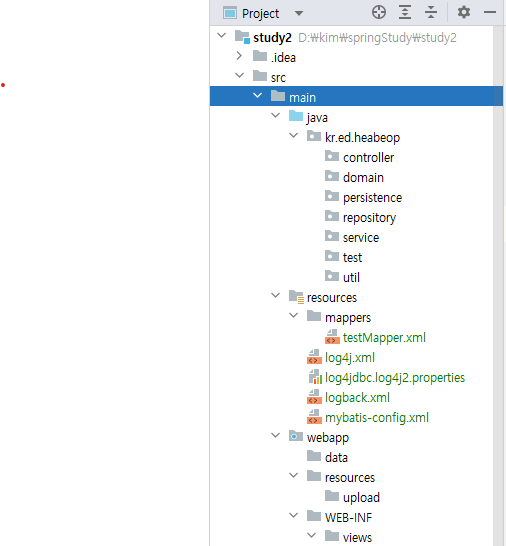 Project
study2 D:₩kim₩springStudy₩study2
.idea
src
main
java
kr.ed.heabeop
controller
domain
persistence
repository
service
test
util
resources
mappers
testMapper.xml
log4j.xml
log4jdbc.log4j2.properties
logback.xml
mybatis-config.xml
webapp
data
resources
upload
WEB-INF
views